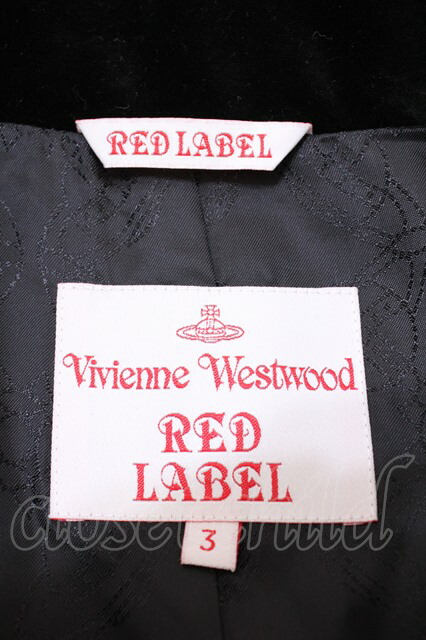 RED LABEL
Vivienne Westwood
RED
LABEL
closet child
3